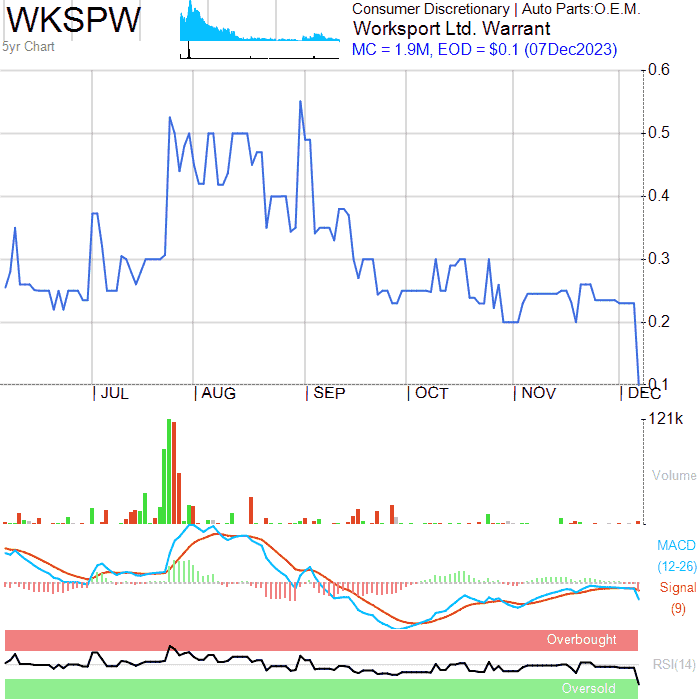 WKSPW
5yr Chart
Consumer Discretionary | Auto Parts:O.E.M.
Worksport Ltd. Warrant
MC = 1.9M, EOD = $0.1 (07Dec2023)
0.6
0.5
0.4
0.3
0.2
0.1
JUL AUG SEP OCT NOV DEC
121k
Volume
MACD
(12-26)
Signal
(9)
Overbought
RSI(14)
Oversold